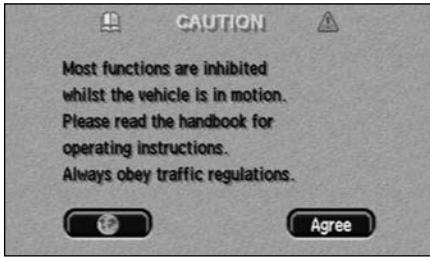 CAUTION
Most functions are inhibited
whilst the vehicle is in motion.
Please read the handbook for
operating instructions.
Always obey traffic regulations.
Agree